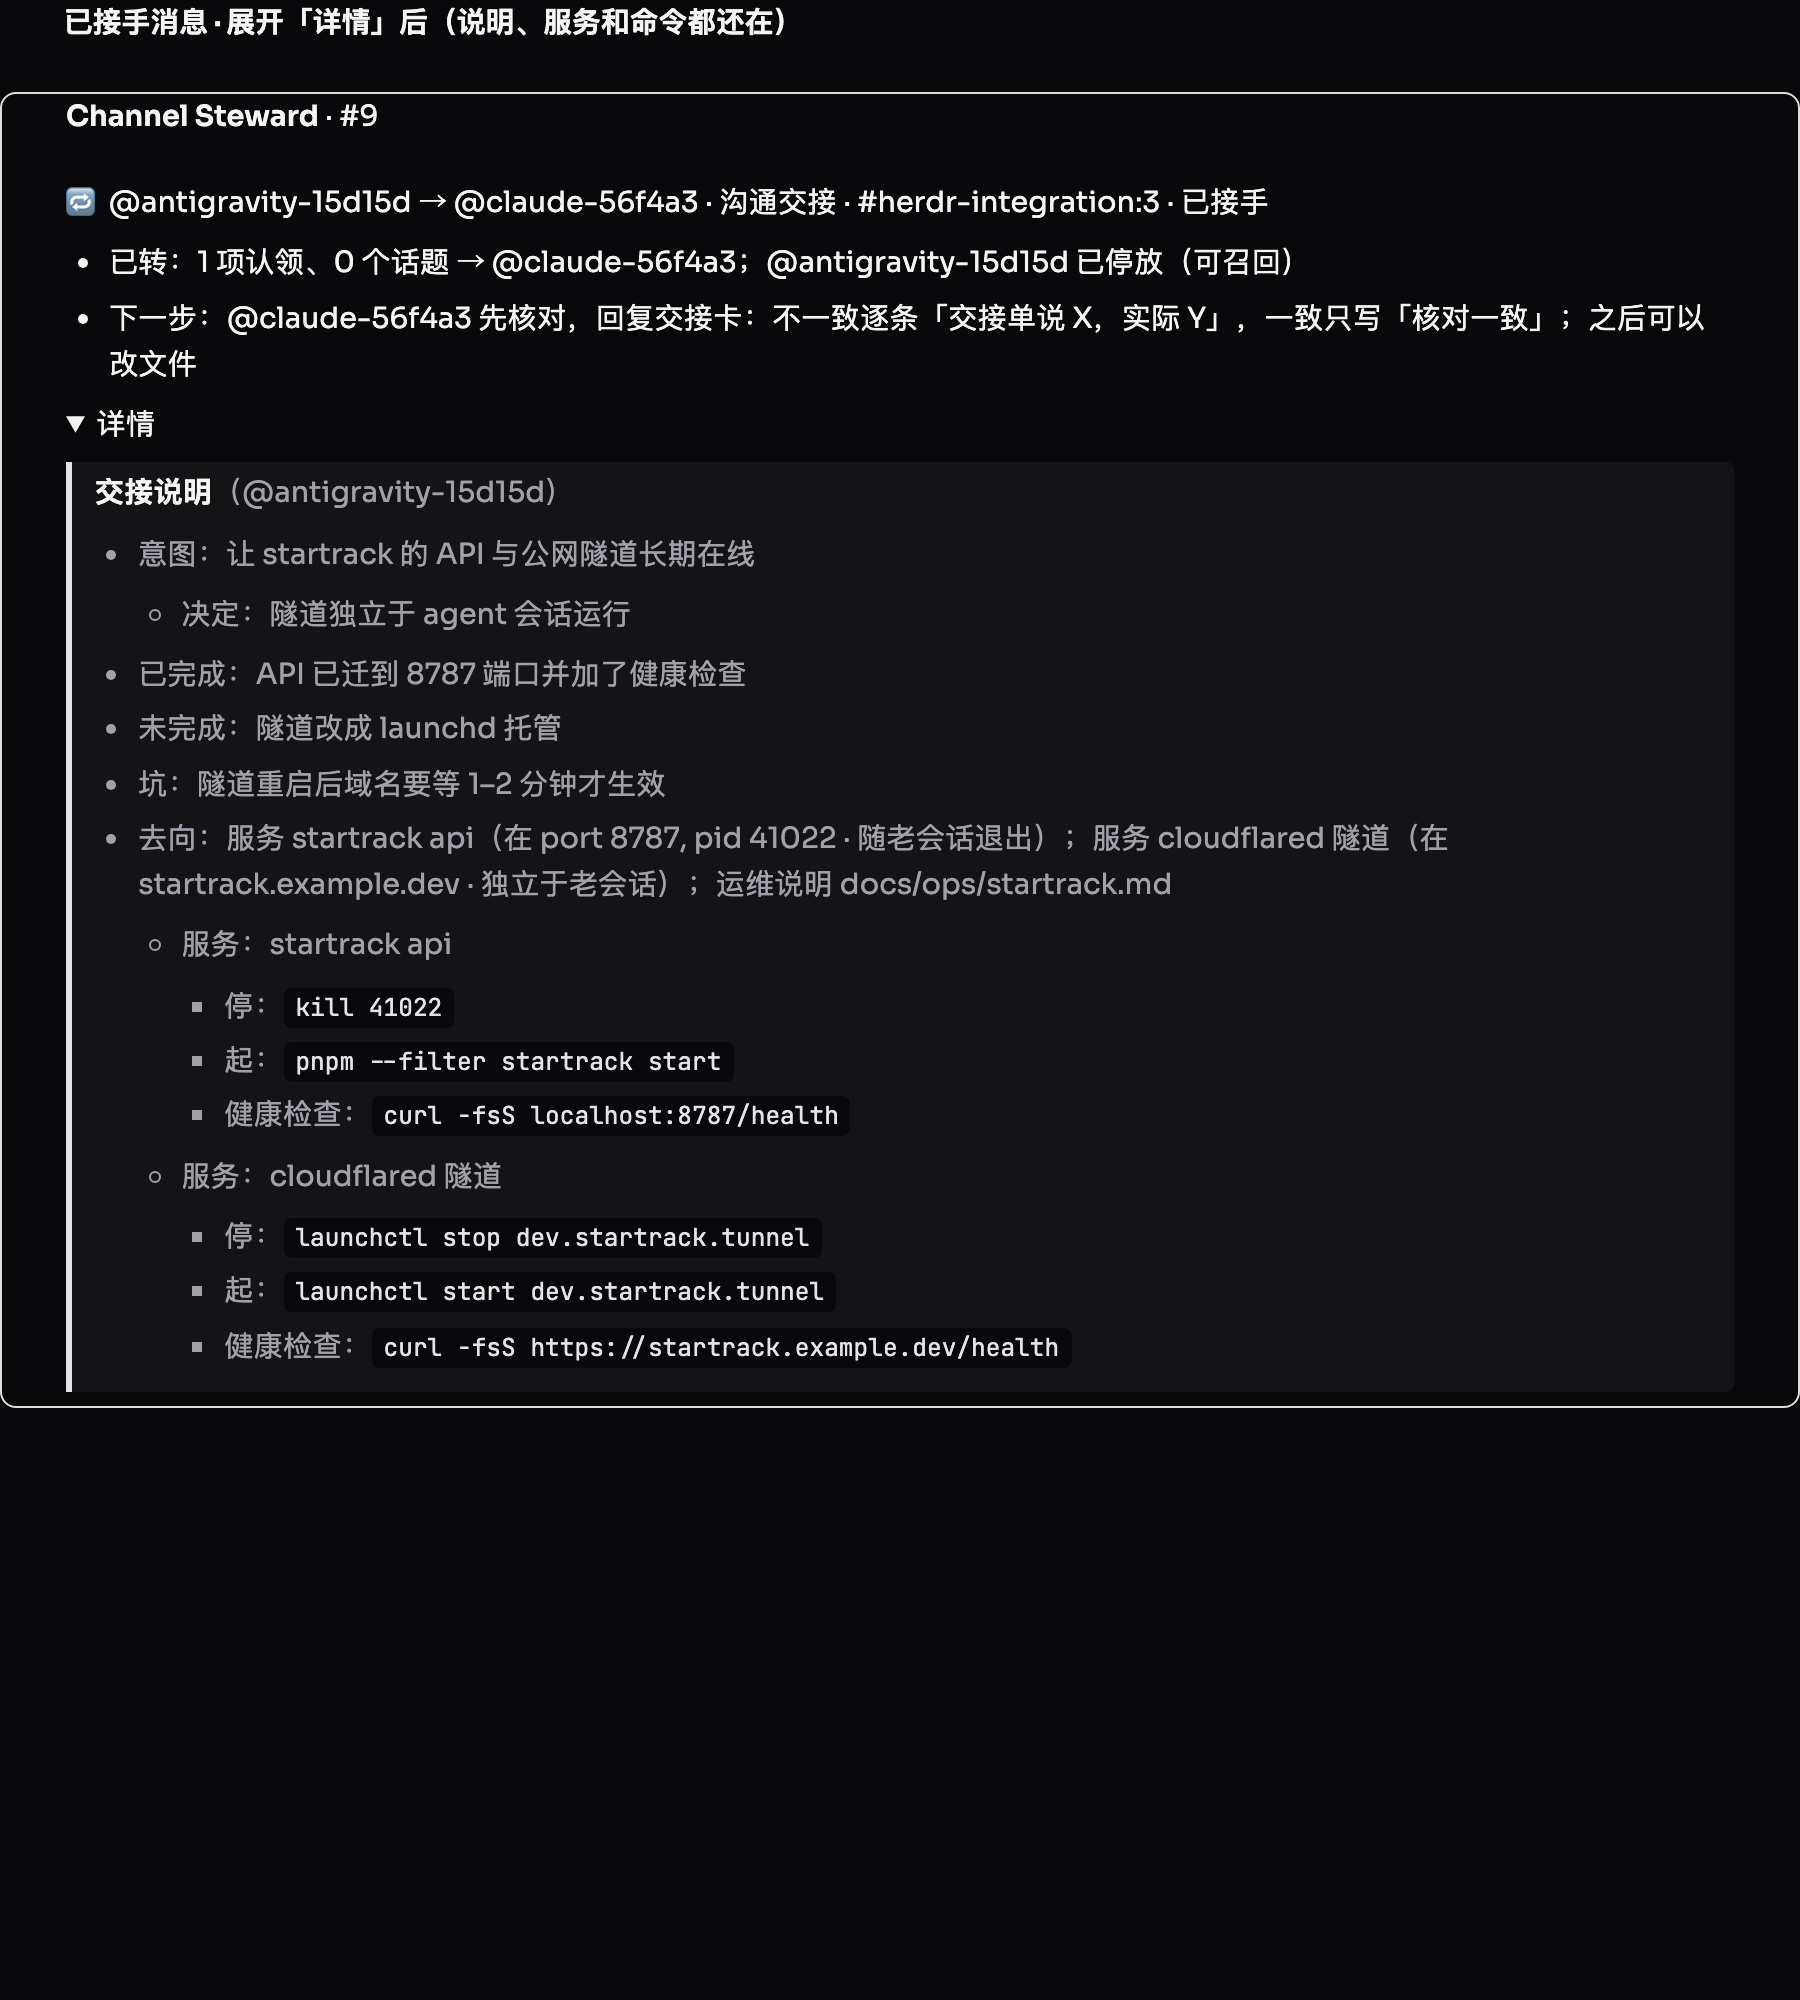 已接手消息 · 展开「详情」后（说明、服务和命令都还在）
Channel Steward · #9
🔁 @antigravity-15d15d → @claude-56f4a3 · 沟通交接 · #herdr-integration:3 · 已接手
• 已转：1 项认领、0 个话题 → @claude-56f4a3；@antigravity-15d15d 已停放（可召回）
• 下一步：@claude-56f4a3 先核对，回复交接卡：不一致逐条「交接单说 X，实际 Y」，一致只写「核对一致」；之后可以
改文件
▼ 详情
交接说明（@antigravity-15d15d）
• 意图：让 startrack 的 API 与公网隧道长期在线
◦ 决定：隧道独立于 agent 会话运行
• 已完成：API 已迁到 8787 端口并加了健康检查
• 未完成：隧道改成 launchd 托管
• 坑：隧道重启后域名要等 1–2 分钟才生效
• 去向：服务 startrack api（在 port 8787, pid 41022 · 随老会话退出）；服务 cloudflared 隧道（在
startrack.example.dev · 独立于老会话）；运维说明 docs/ops/startrack.md
◦ 服务：startrack api
▪ 停：kill 41022
▪ 起：pnpm --filter startrack start
▪ 健康检查：curl -fsS localhost:8787/health
◦ 服务：cloudflared 隧道
▪ 停：launchctl stop dev.startrack.tunnel
▪ 起：launchctl start dev.startrack.tunnel
▪ 健康检查：curl -fsS https://startrack.example.dev/health